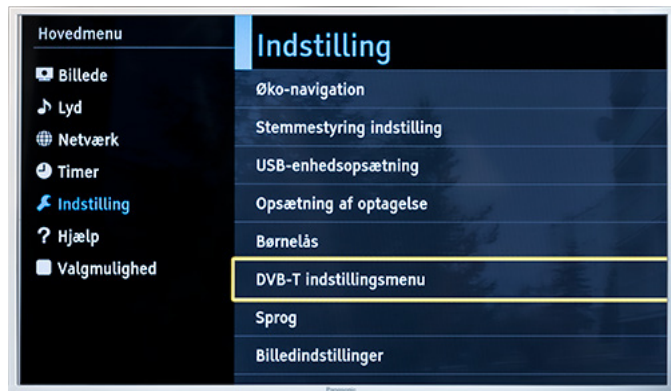 Hovedmenu
Billede
Lyd
Netværk
Timer
Indstilling
? Hjælp
Valgmulighed
Indstilling
Øko-navigation
Stemmestyring indstilling
USB-enhedsopsætning
Opsætning af optagelse
Børnelås
DVB-T indstillingsmenu
Sprog
Billedindstillinger
Panasonic